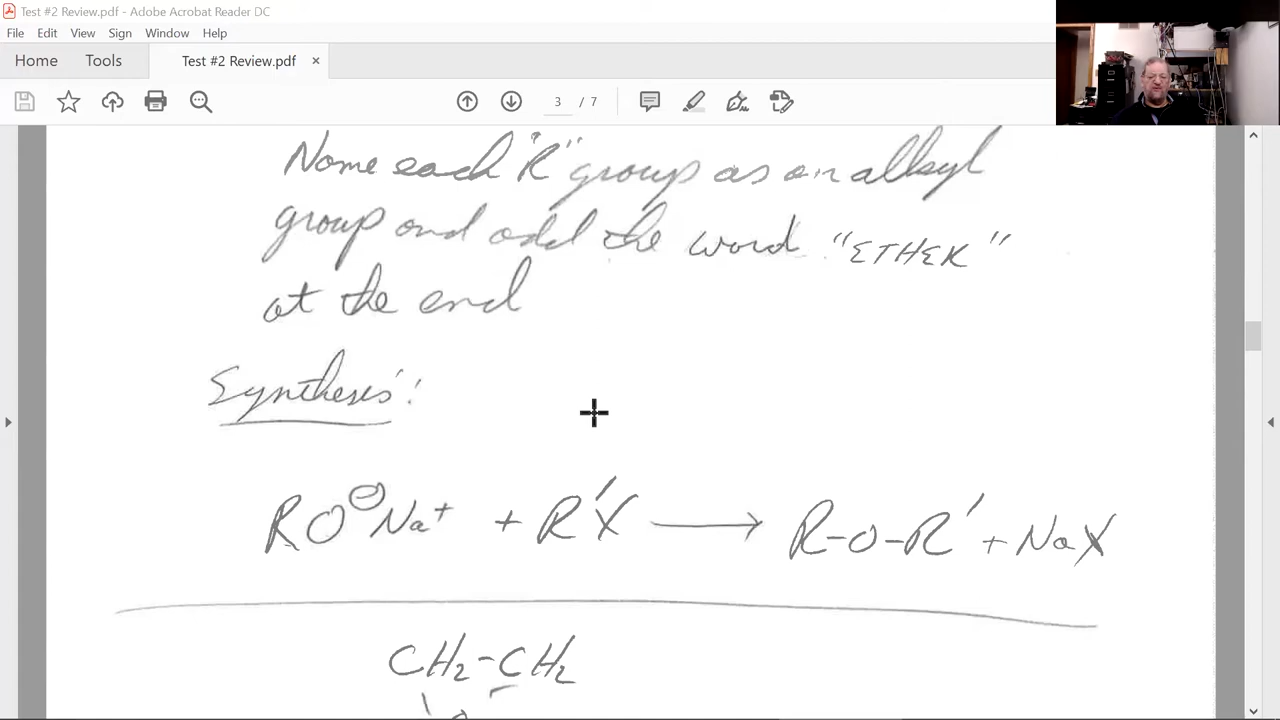 Test #2 Review.pdf - Adobe Acrobat Reader DC
File Edit View Sign Window Help
Home Tools Test #2 Review.pdf ×
3 / 7
Name each "R" group as an alkyl
group and add the word "ETHER"
at the end
Synthesis:
RO⊖Na⁺ + R'X ⟶ R-O-R' + NaX
CH₂-CH₂